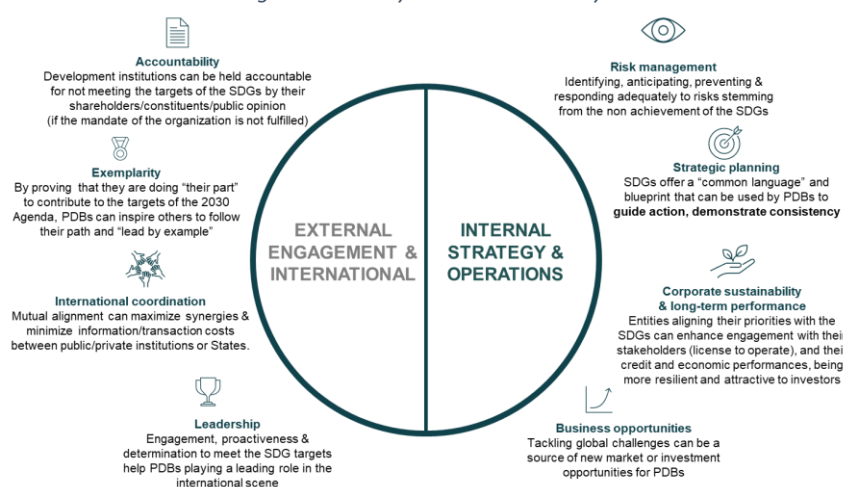 Accountability
Development institutions can be held accountable
for not meeting the targets of the SDGs by their
shareholders/constituents/public opinion
(if the mandate of the organization is not fulfilled)
Exemplarity
By proving that they are doing “their part”
to contribute to the targets of the 2030
Agenda, PDBs can inspire others to follow
their path and “lead by example”
International coordination
Mutual alignment can maximize synergies &
minimize information/transaction costs
between public/private institutions or States.
Leadership
Engagement, proactiveness &
determination to meet the SDG targets
help PDBs playing a leading role in the
international scene
EXTERNAL
ENGAGEMENT &
INTERNATIONAL
INTERNAL
STRATEGY &
OPERATIONS
Risk management
Identifying, anticipating, preventing &
responding adequately to risks stemming
from the non achievement of the SDGs
Strategic planning
SDGs offer a “common language” and
blueprint that can be used by PDBs to
guide action, demonstrate consistency
Corporate sustainability
& long-term performance
Entities aligning their priorities with the
SDGs can enhance engagement with their
stakeholders (license to operate), and their
credit and economic performances, being
more resilient and attractive to investors
Business opportunities
Tackling global challenges can be a
source of new market or investment
opportunities for PDBs